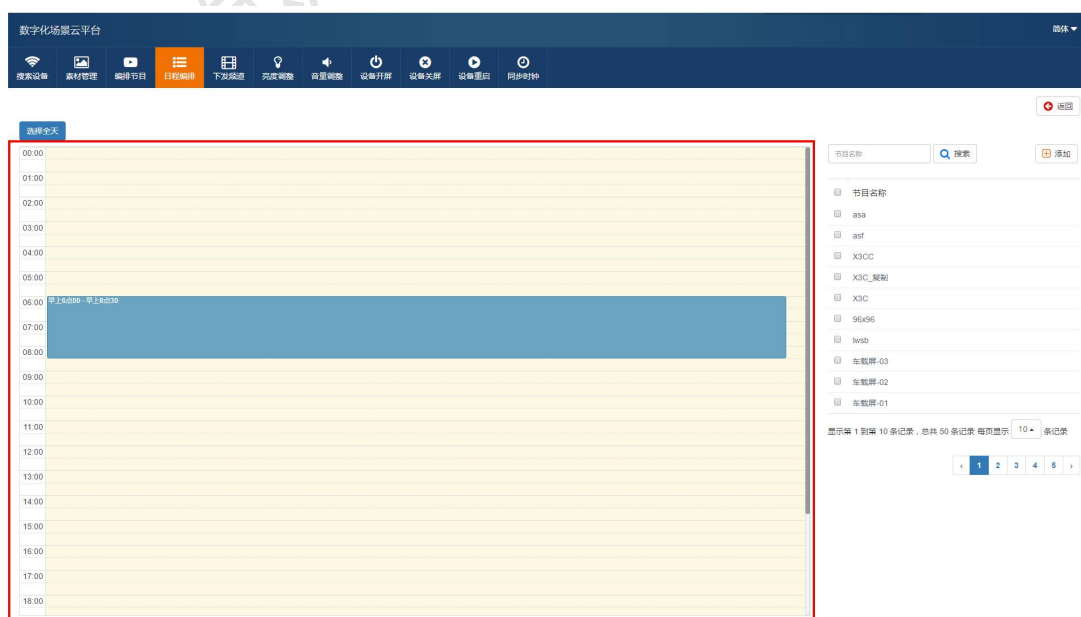 数字化场景云平台
简体
搜索设备 素材管理 编排节目 日程编排 下发频道 亮度调整 音量调整 设备开屏 设备关屏 设备重启 同步时钟
返回
选择全天
00:00
01:00
02:00
03:00
04:00
05:00
06:00 早上6点00 - 早上8点30
07:00
08:00
09:00
10:00
11:00
12:00
13:00
14:00
15:00
16:00
17:00
18:00
节目名称 搜索 添加
节目名称
asa
asf
X3CC
X3C_复制
X3C
96x96
lwsb
车载屏-03
车载屏-02
车载屏-01
显示第 1 到第 10 条记录，总共 50 条记录 每页显示 10 条记录
‹ 1 2 3 4 5 ›